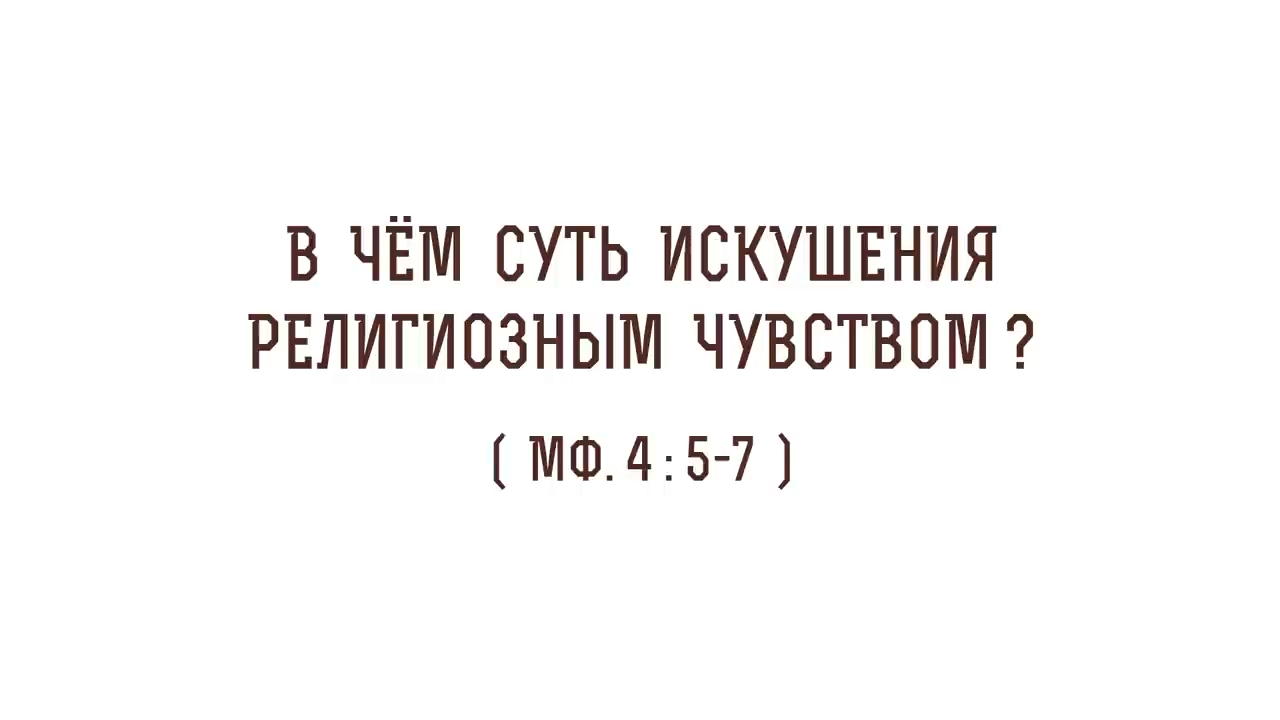 В ЧЁМ СУТЬ ИСКУШЕНИЯ
РЕЛИГИОЗНЫМ ЧУВСТВОМ ?
( МФ. 4 : 5-7 )